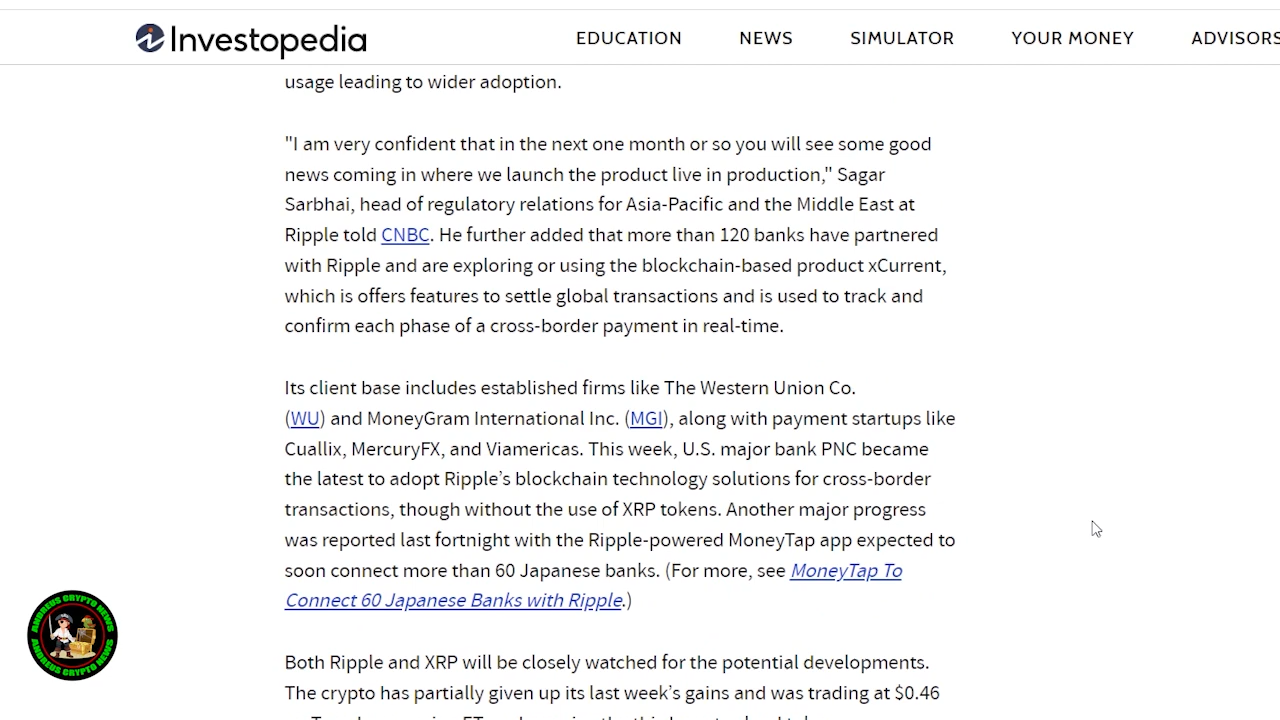 Investopedia
EDUCATION NEWS SIMULATOR YOUR MONEY ADVISORS
usage leading to wider adoption.
"I am very confident that in the next one month or so you will see some good
news coming in where we launch the product live in production," Sagar
Sarbhai, head of regulatory relations for Asia-Pacific and the Middle East at
Ripple told CNBC. He further added that more than 120 banks have partnered
with Ripple and are exploring or using the blockchain-based product xCurrent,
which is offers features to settle global transactions and is used to track and
confirm each phase of a cross-border payment in real-time.
Its client base includes established firms like The Western Union Co.
(WU) and MoneyGram International Inc. (MGI), along with payment startups like
Cuallix, MercuryFX, and Viamericas. This week, U.S. major bank PNC became
the latest to adopt Ripple’s blockchain technology solutions for cross-border
transactions, though without the use of XRP tokens. Another major progress
was reported last fortnight with the Ripple-powered MoneyTap app expected to
soon connect more than 60 Japanese banks. (For more, see MoneyTap To
Connect 60 Japanese Banks with Ripple.)
ANDREUS CRYPTO NEWS
ANDREUS CRYPTO NEWS
Both Ripple and XRP will be closely watched for the potential developments.
The crypto has partially given up its last week’s gains and was trading at $0.46